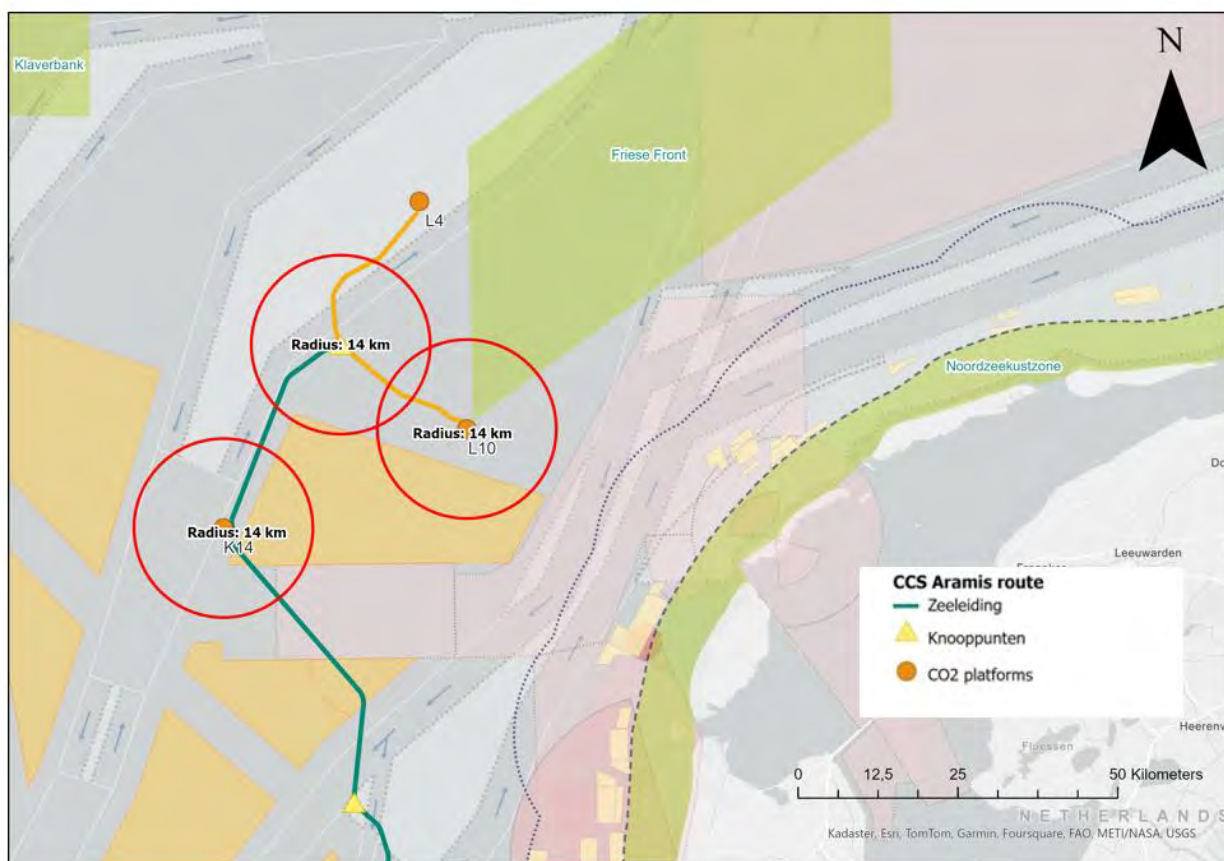 N
Klaverbank
Friese Front
L4
Radius: 14 km
Noordzeekustzone
Radius: 14 km
L10
Radius: 14 km
K14
Leeuwarden
CCS Aramis route
Zeeleiding
Knooppunten
CO2 platforms
Heerenv
Fluessen
0 12,5 25 50 Kilometers
NETHERLANDS
Kadaster, Esri, TomTom, Garmin, Foursquare, FAO, METI/NASA, USGS